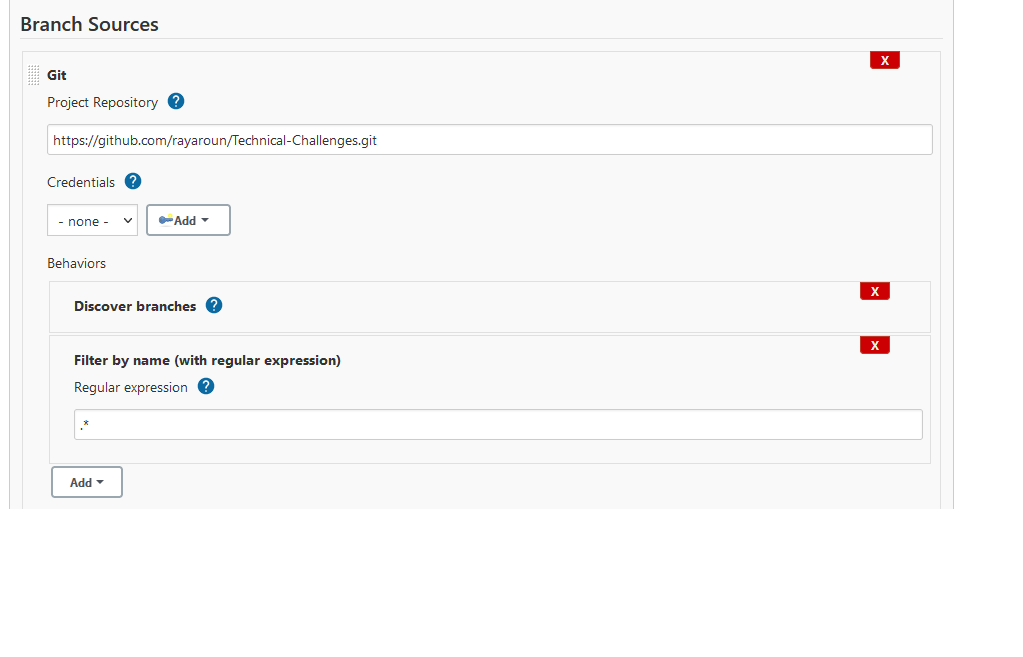 Branch Sources
X
Git
Project Repository ?
https://github.com/rayaroun/Technical-Challenges.git
Credentials ?
- none - Add
Behaviors
X
Discover branches ?
X
Filter by name (with regular expression)
Regular expression ?
.*
Add